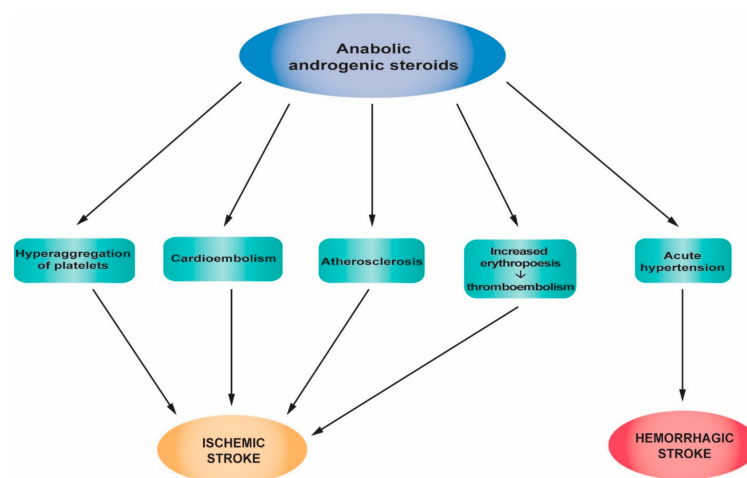 Anabolic
androgenic steroids
Hyperaggregation
of platelets
Cardioembolism
Atherosclerosis
Increased
erythropoesis
↓
thromboembolism
Acute
hypertension
ISCHEMIC
STROKE
HEMORRHAGIC
STROKE